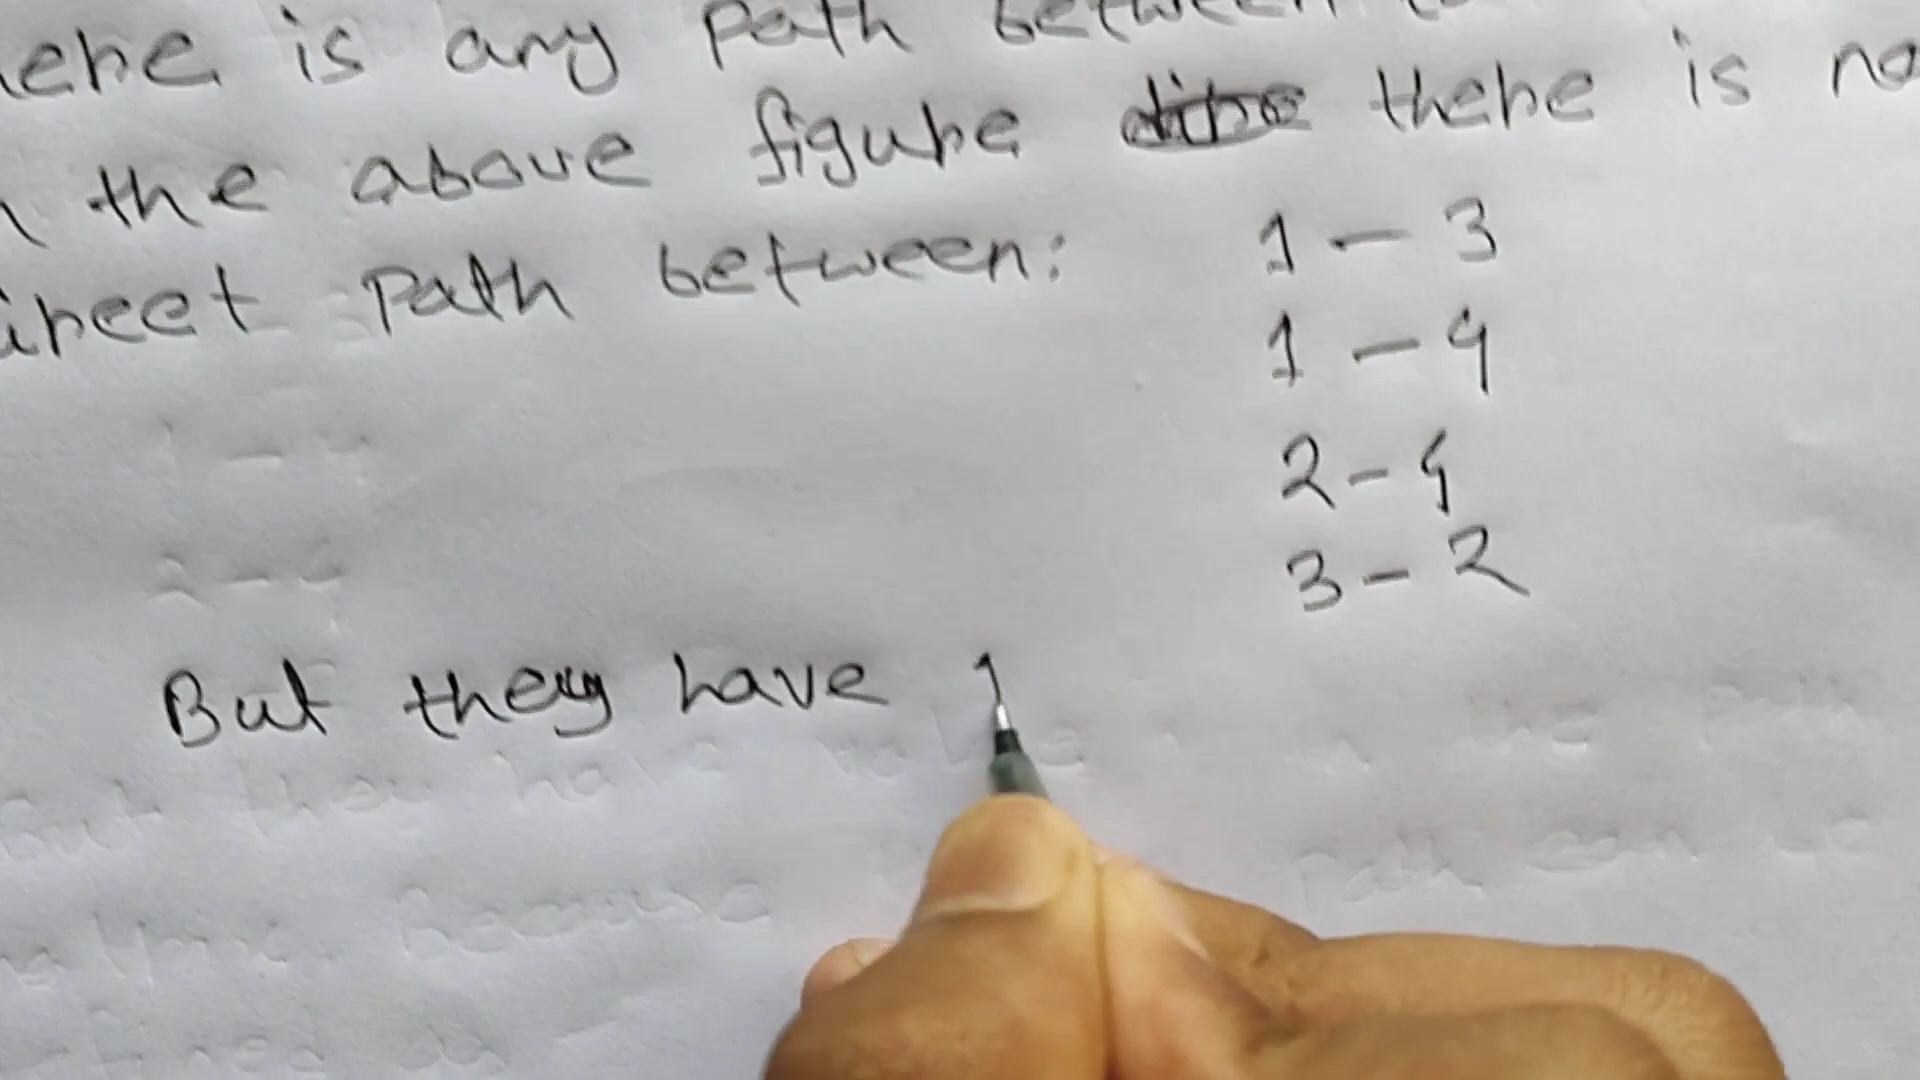 is any path between
the above figure there is no
path between: 1 - 3
1 - 4
2 - 4
3 - 2
But they have 1